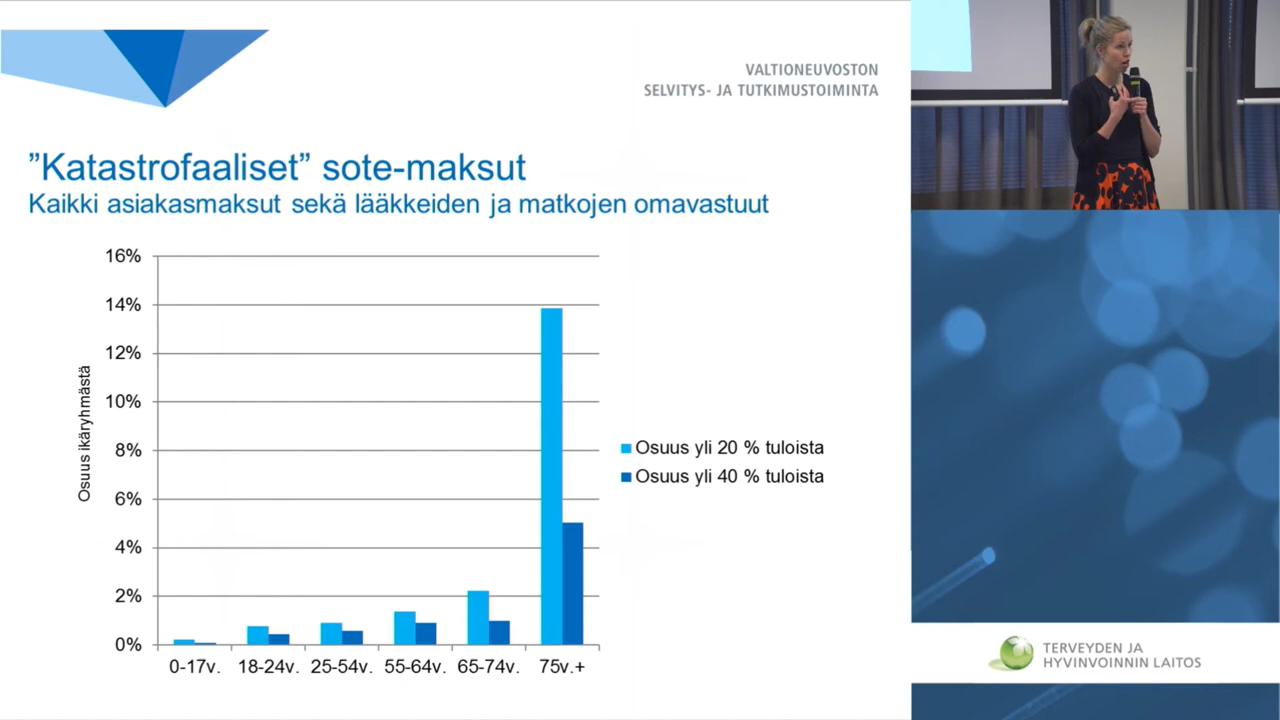 VALTIONEUVOSTON
SELVITYS- JA TUTKIMUSTOIMINTA
”Katastrofaaliset” sote-maksut
Kaikki asiakasmaksut sekä lääkkeiden ja matkojen omavastuut
Osuus ikäryhmästä
16%
14%
12%
10%
8%
6%
4%
2%
0%
0-17v. 18-24v. 25-54v. 55-64v. 65-74v. 75v.+
Osuus yli 20 % tuloista
Osuus yli 40 % tuloista
TERVEYDEN JA
HYVINVOINNIN LAITOS